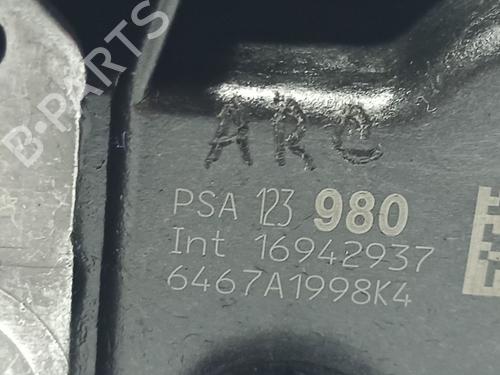 B-PARTS
ARC
PSA 123 980
Int 16942937
6467A1998K4